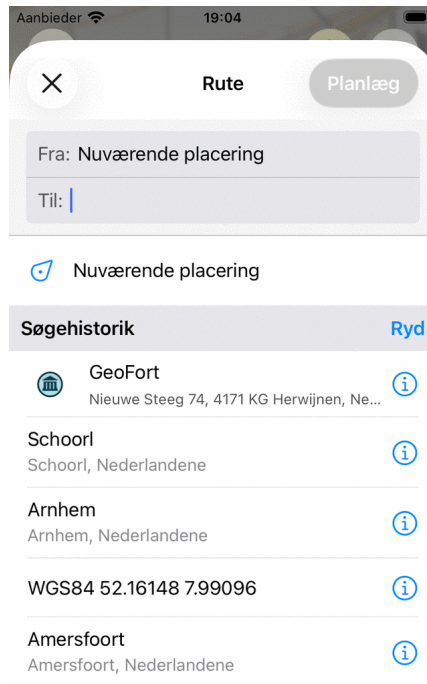 Aanbieder 19:04
Rute
Planlæg
Fra: Nuværende placering
Til:
Nuværende placering
Søgehistorik Ryd
GeoFort
Nieuwe Steeg 74, 4171 KG Herwijnen, Ne...
Schoorl
Schoorl, Nederlandene
Arnhem
Arnhem, Nederlandene
WGS84 52.16148 7.99096
Amersfoort
Amersfoort, Nederlandene